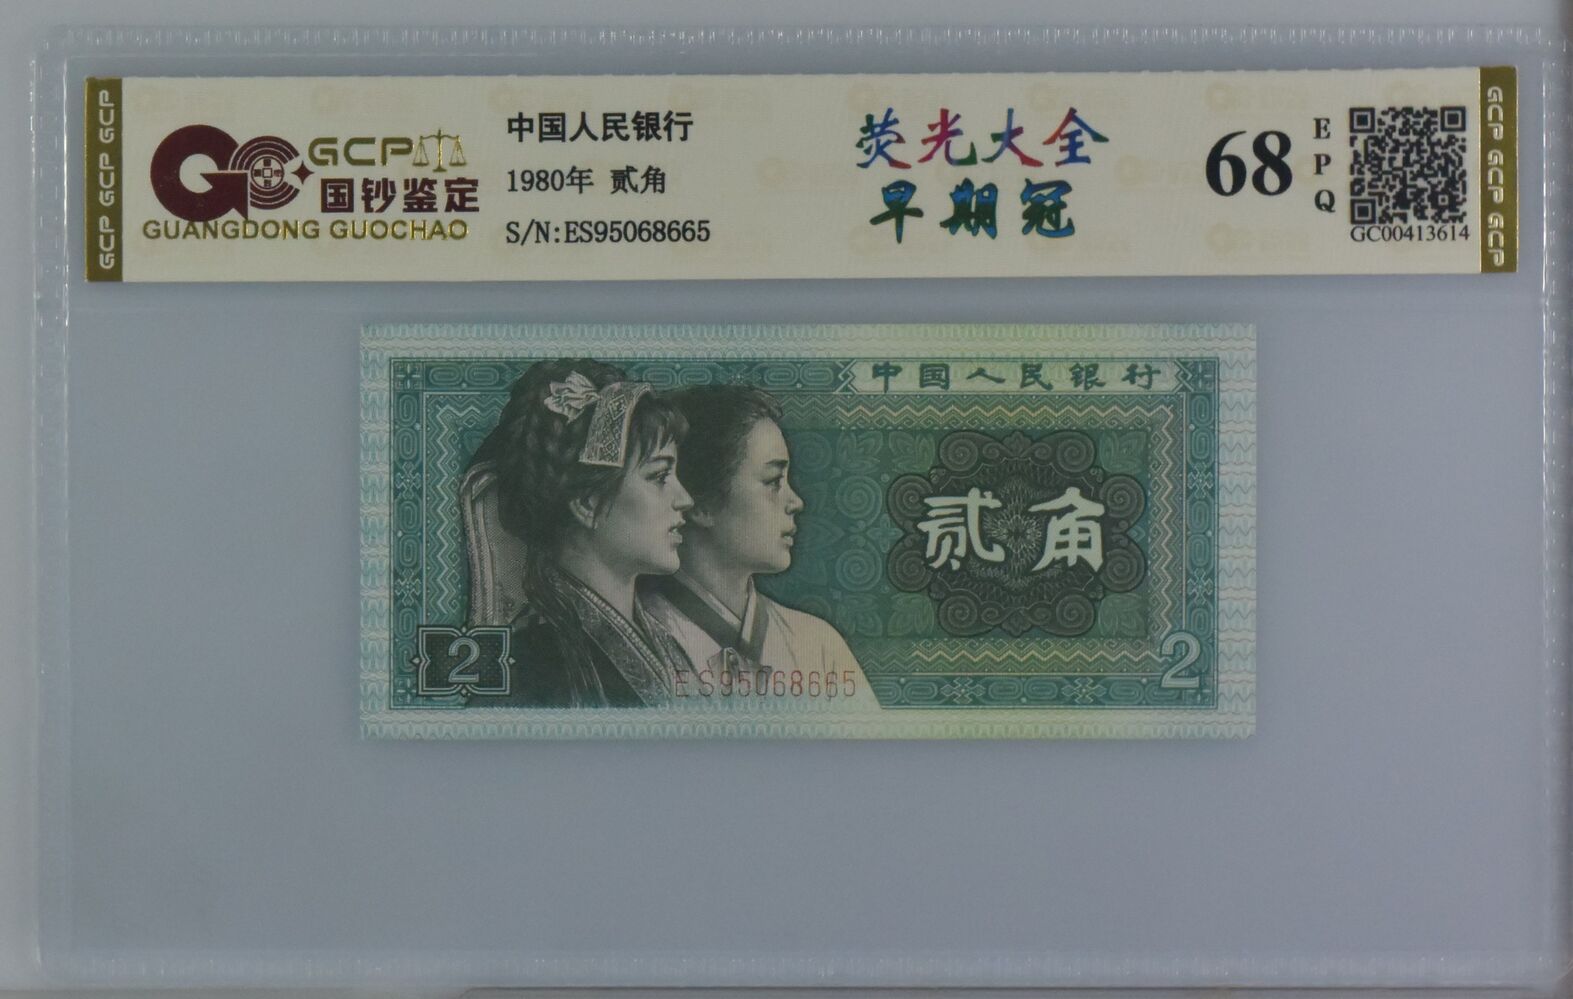 GCP GCP GCP
GCP
国钞鉴定
GUANGDONG GUOCHAO
中国人民银行
1980年 贰角
S/N:ES95068665
荧光大全
早期冠
68
EPQ
GC00413614
GCP GCP GCP
中国人民银行
贰角
2
2
ES95068665